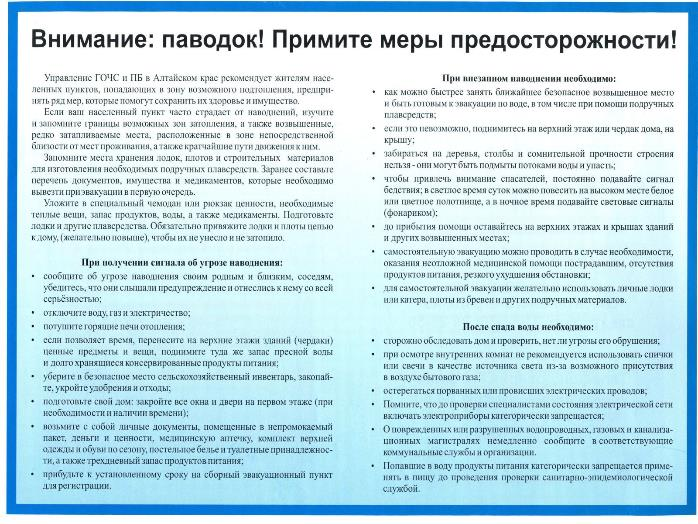 Внимание: паводок! Примите меры предосторожности!
Управление ГОЧС и ПБ в Алтайском крае рекомендует жителям насе-
ленных пунктов, попадающих в зону возможного подтопления, предпри-
нять ряд мер, которые помогут сохранить их здоровье и имущество.
Если ваш населенный пункт часто страдает от наводнений, изучите
и запомните границы возможных зон затопления, а также возвышенные,
редко затапливаемые места, расположенные в зоне непосредственной
близости от мест проживания, а также кратчайшие пути движения к ним.
Запомните места хранения лодок, плотов и строительных материалов
для изготовления необходимых подручных плавсредств. Заранее составьте
перечень документов, имущества и медикаментов, которые необходимо
вывезти при эвакуации в первую очередь.
Уложите в специальный чемодан или рюкзак ценности, необходимые
теплые вещи, запас продуктов, воды, а также медикаменты. Подготовьте
лодки и другие плавсредства. Обязательно привяжите лодки и плоты цепью
к дому, (желательно повыше), чтобы их не унесло и не затопило.
При получении сигнала об угрозе наводнения:
• сообщите об угрозе наводнения своим родным и близким, соседям,
убедитесь, что они слышали предупреждение и отнеслись к нему со всей
серьёзностью;
• отключите воду, газ и электричество;
• потушите горящие печи отопления;
• если позволяет время, перенесите на верхние этажи зданий (чердаки)
ценные предметы и вещи, поднимите туда же запас пресной воды
и долго хранящиеся консервированные продукты питания;
• уберите в безопасное место сельскохозяйственный инвентарь, закопай-
те, укройте удобрения и отходы;
• подготовьте свой дом: закройте все окна и двери на первом этаже (при
необходимости и наличии времени);
• возьмите с собой личные документы, помещенные в непромокаемый
пакет, деньги и ценности, медицинскую аптечку, комплект верхней
одежды и обуви по сезону, постельное белье и туалетные принадлежнос-
ти, а также трехдневный запас продуктов питания;
• прибудьте к установленному сроку на сборный эвакуационный пункт
для регистрации.
При внезапном наводнении необходимо:
• как можно быстрее занять ближайшее безопасное возвышенное место
и быть готовым к эвакуации по воде, в том числе при помощи подручных
плавсредств;
• если это невозможно, поднимитесь на верхний этаж или чердак дома, на
крышу;
• забираться на деревья, столбы и сомнительной прочности строения
нельзя - они могут быть подмыты потоками воды и упасть;
• чтобы привлечь внимание спасателей, постоянно подавайте сигнал
бедствия; в светлое время суток можно повесить на высоком месте белое
или цветное полотнище, а в ночное время подавайте световые сигналы
(фонариком);
• до прибытия помощи оставайтесь на верхних этажах и крышах зданий
и других возвышенных местах;
• самостоятельную эвакуацию можно проводить в случае необходимости,
оказания неотложной медицинской помощи пострадавшим, отсутствия
продуктов питания, резкого ухудшения обстановки;
• для самостоятельной эвакуации желательно использовать личные лодки
или катера, плоты из бревен и других подручных материалов.
После спада воды необходимо:
• осторожно обследовать дом и проверить, нет ли угрозы его обрушения;
• при осмотре внутренних комнат не рекомендуется использовать спички
или свечи в качестве источника света из-за возможного присутствия
в воздухе бытового газа;
• остерегаться порванных или провисших электрических проводов;
• Помните, что до проверки специалистами состояния электрической сети
включать электроприборы категорически запрещается;
• О поврежденных или разрушенных водопроводных, газовых и канализа-
ционных магистралях немедленно сообщите в соответствующие
коммунальные службы и организации.
• Попавшие в воду продукты питания категорически запрещается приме-
нять в пищу до проведения проверки санитарно-эпидемиологической
службой.